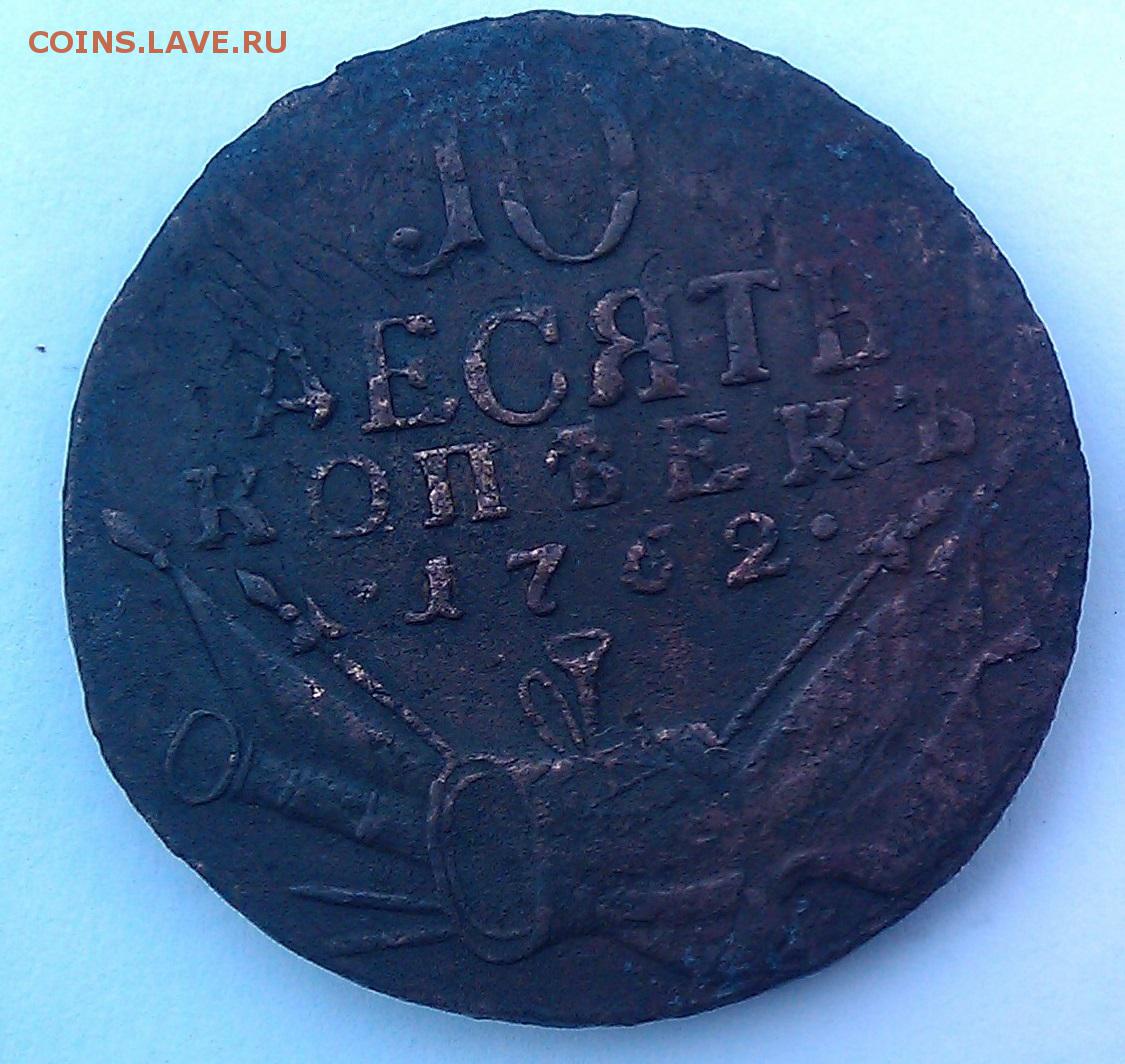 COINS.LAVE.RU
10
ДЕСЯТЬ
КОПѢЕКЪ
·1762·